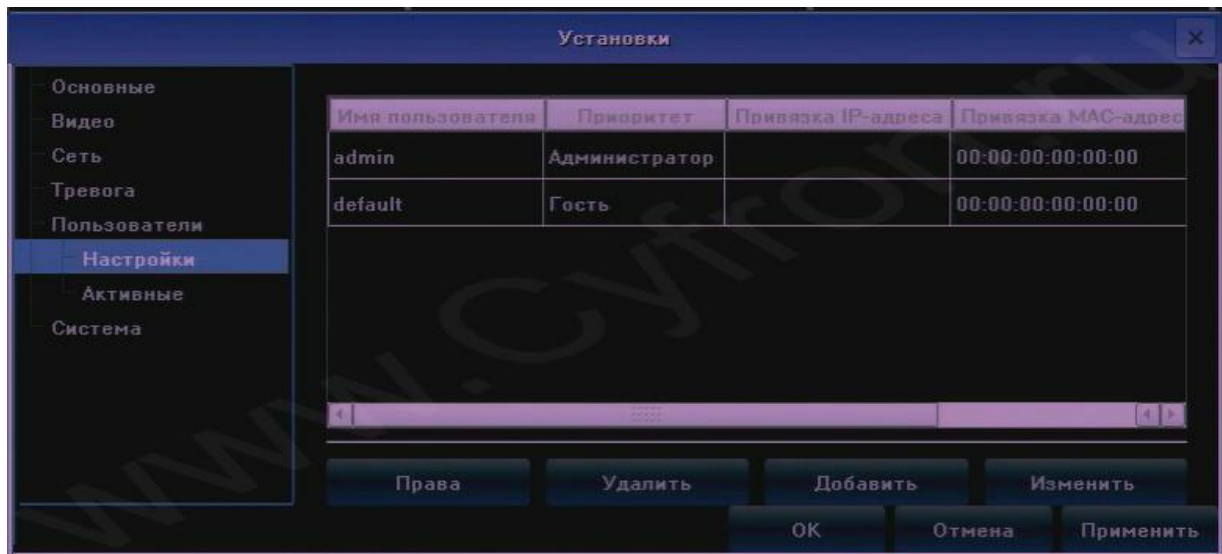 Установки
Основные
Видео
Сеть
Тревога
Пользователи
Настройки
Активные
Система
Имя пользователя Приоритет Привязка IP-адреса Привязка MAC-адрес
admin Администратор 00:00:00:00:00:00
default Гость 00:00:00:00:00:00
Права Удалить Добавить Изменить
OK Отмена Применить
www.Cyfron.ru